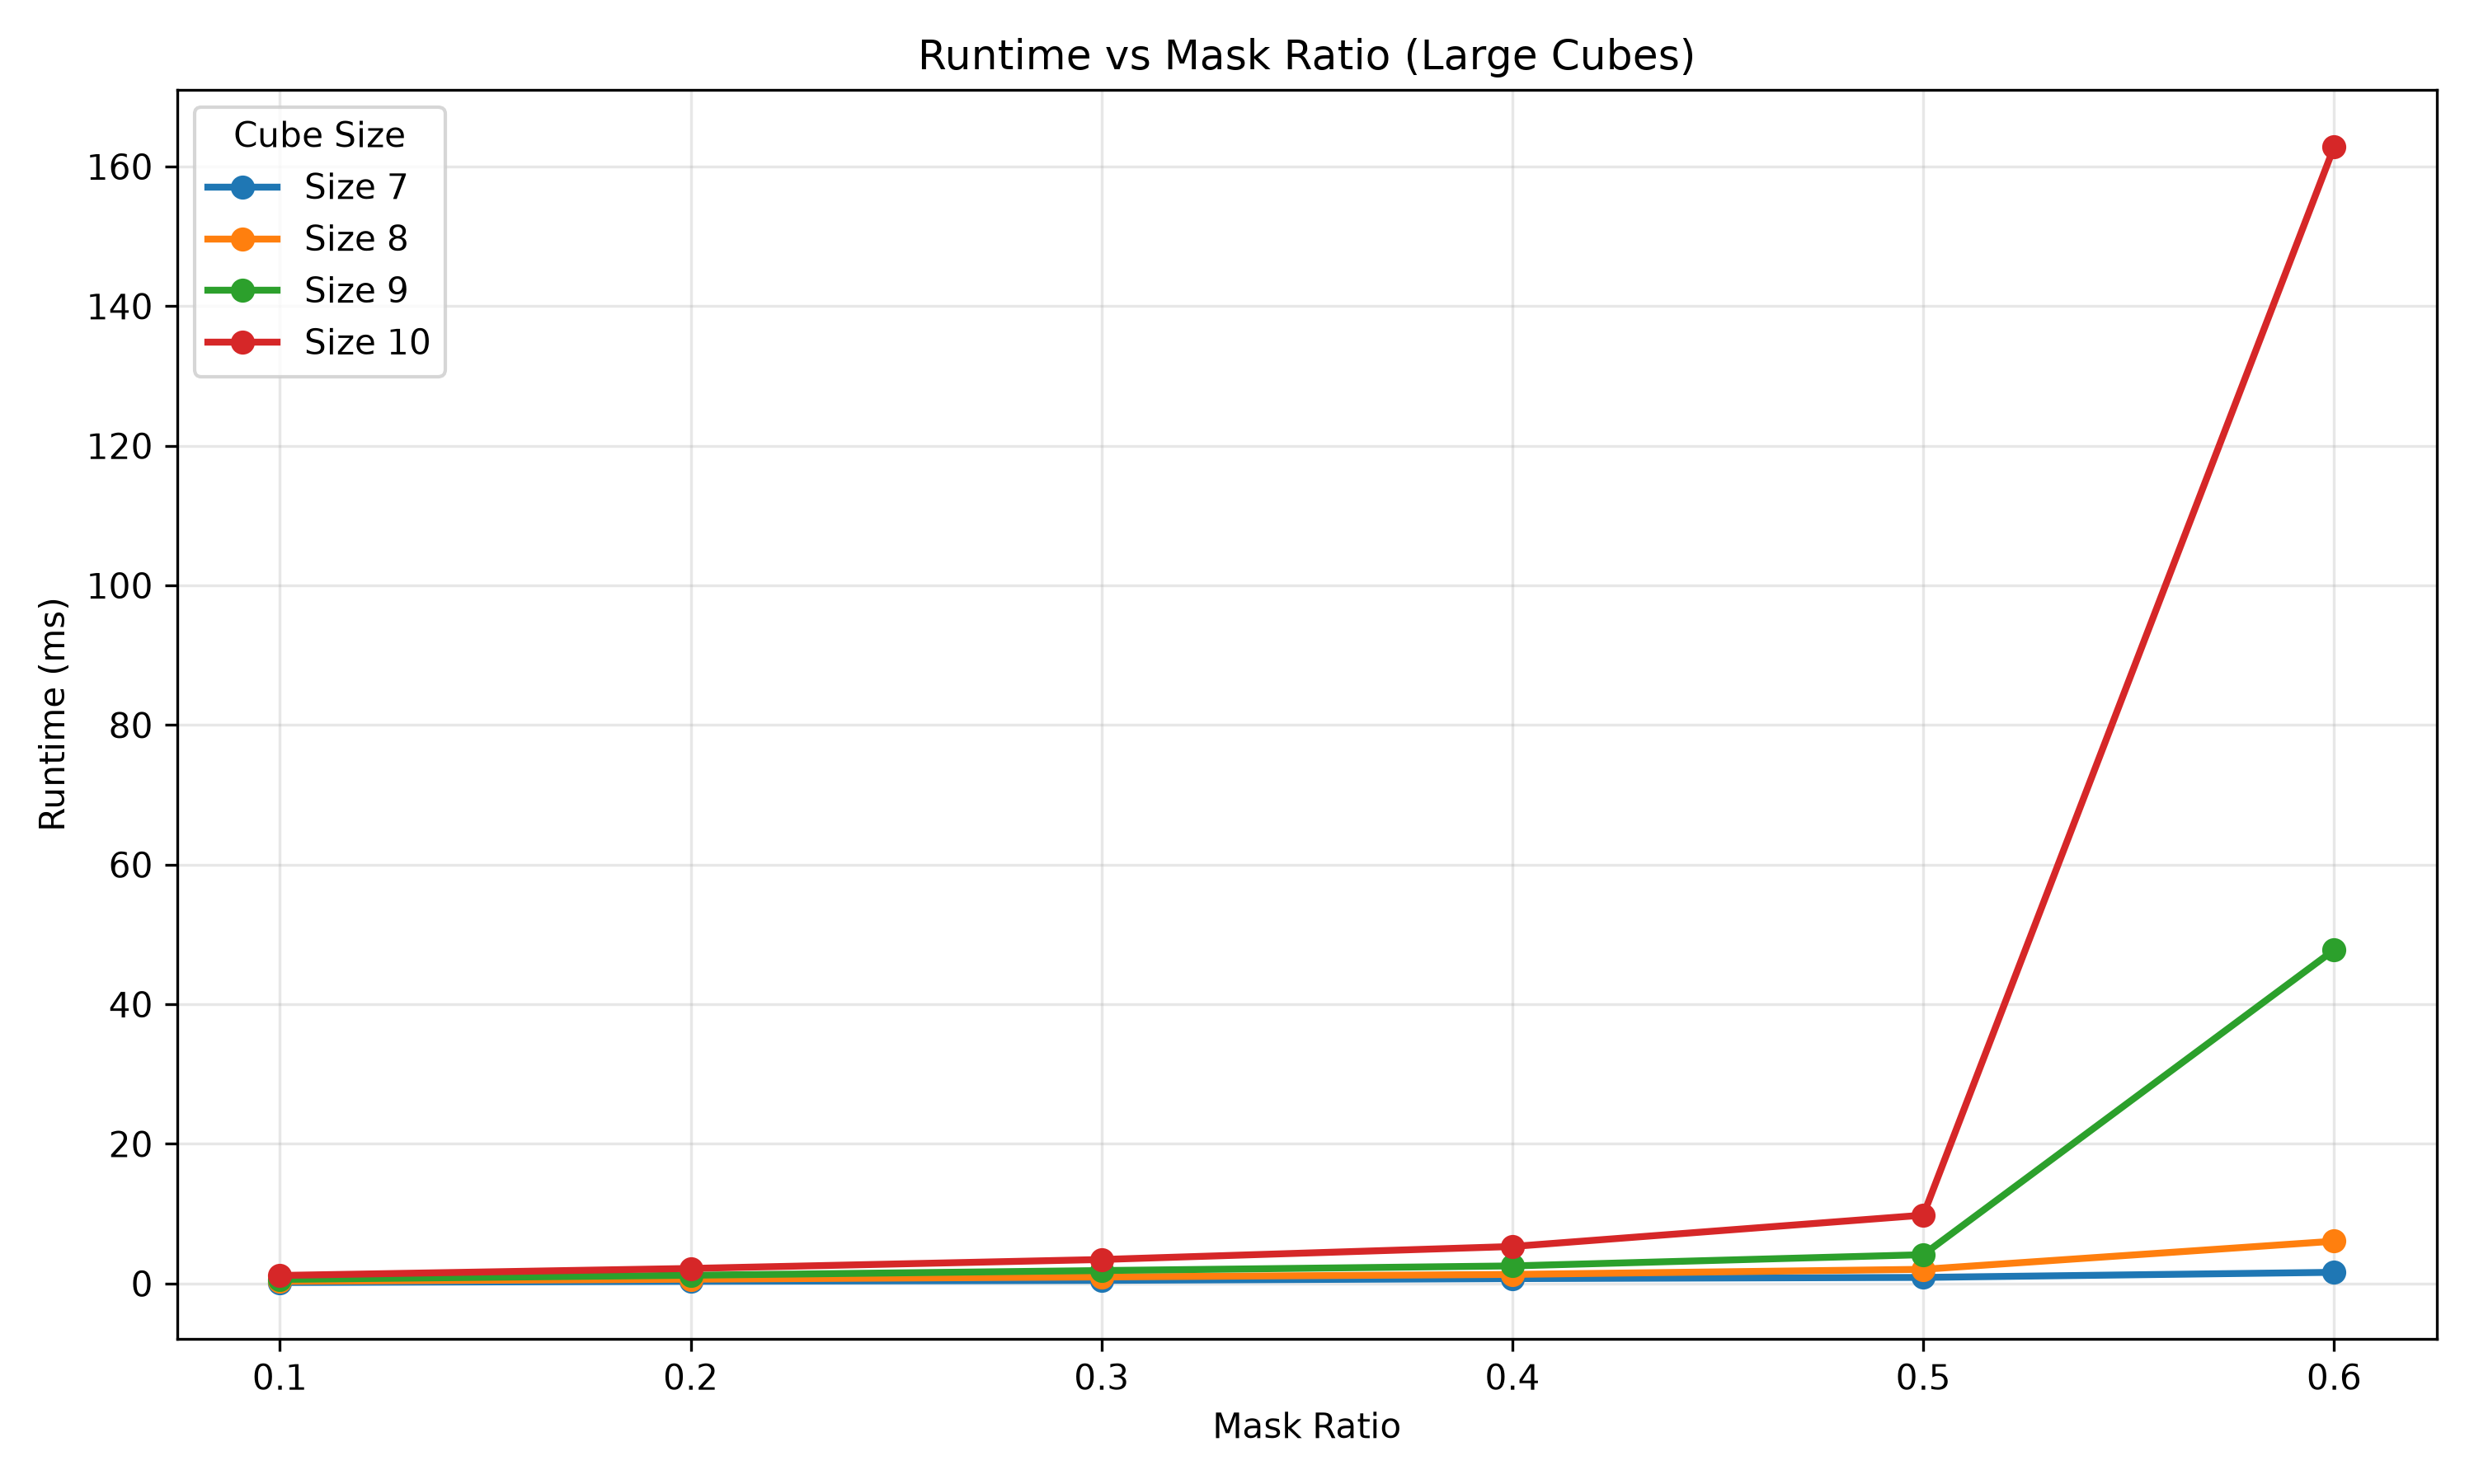 Runtime vs Mask Ratio (Large Cubes)
Cube Size
Size 7
Size 8
Size 9
Size 10
Runtime (ms)
160
140
120
100
80
60
40
20
0
0.1 0.2 0.3 0.4 0.5 0.6
Mask Ratio